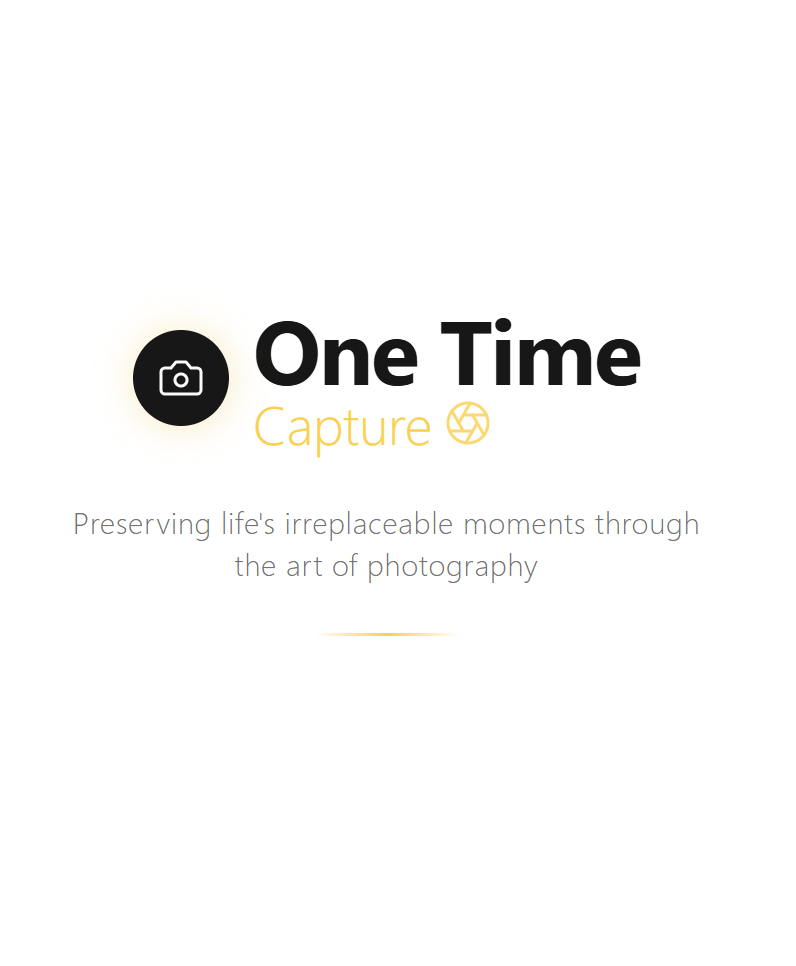 One Time
Capture
Preserving life's irreplaceable moments through
the art of photography